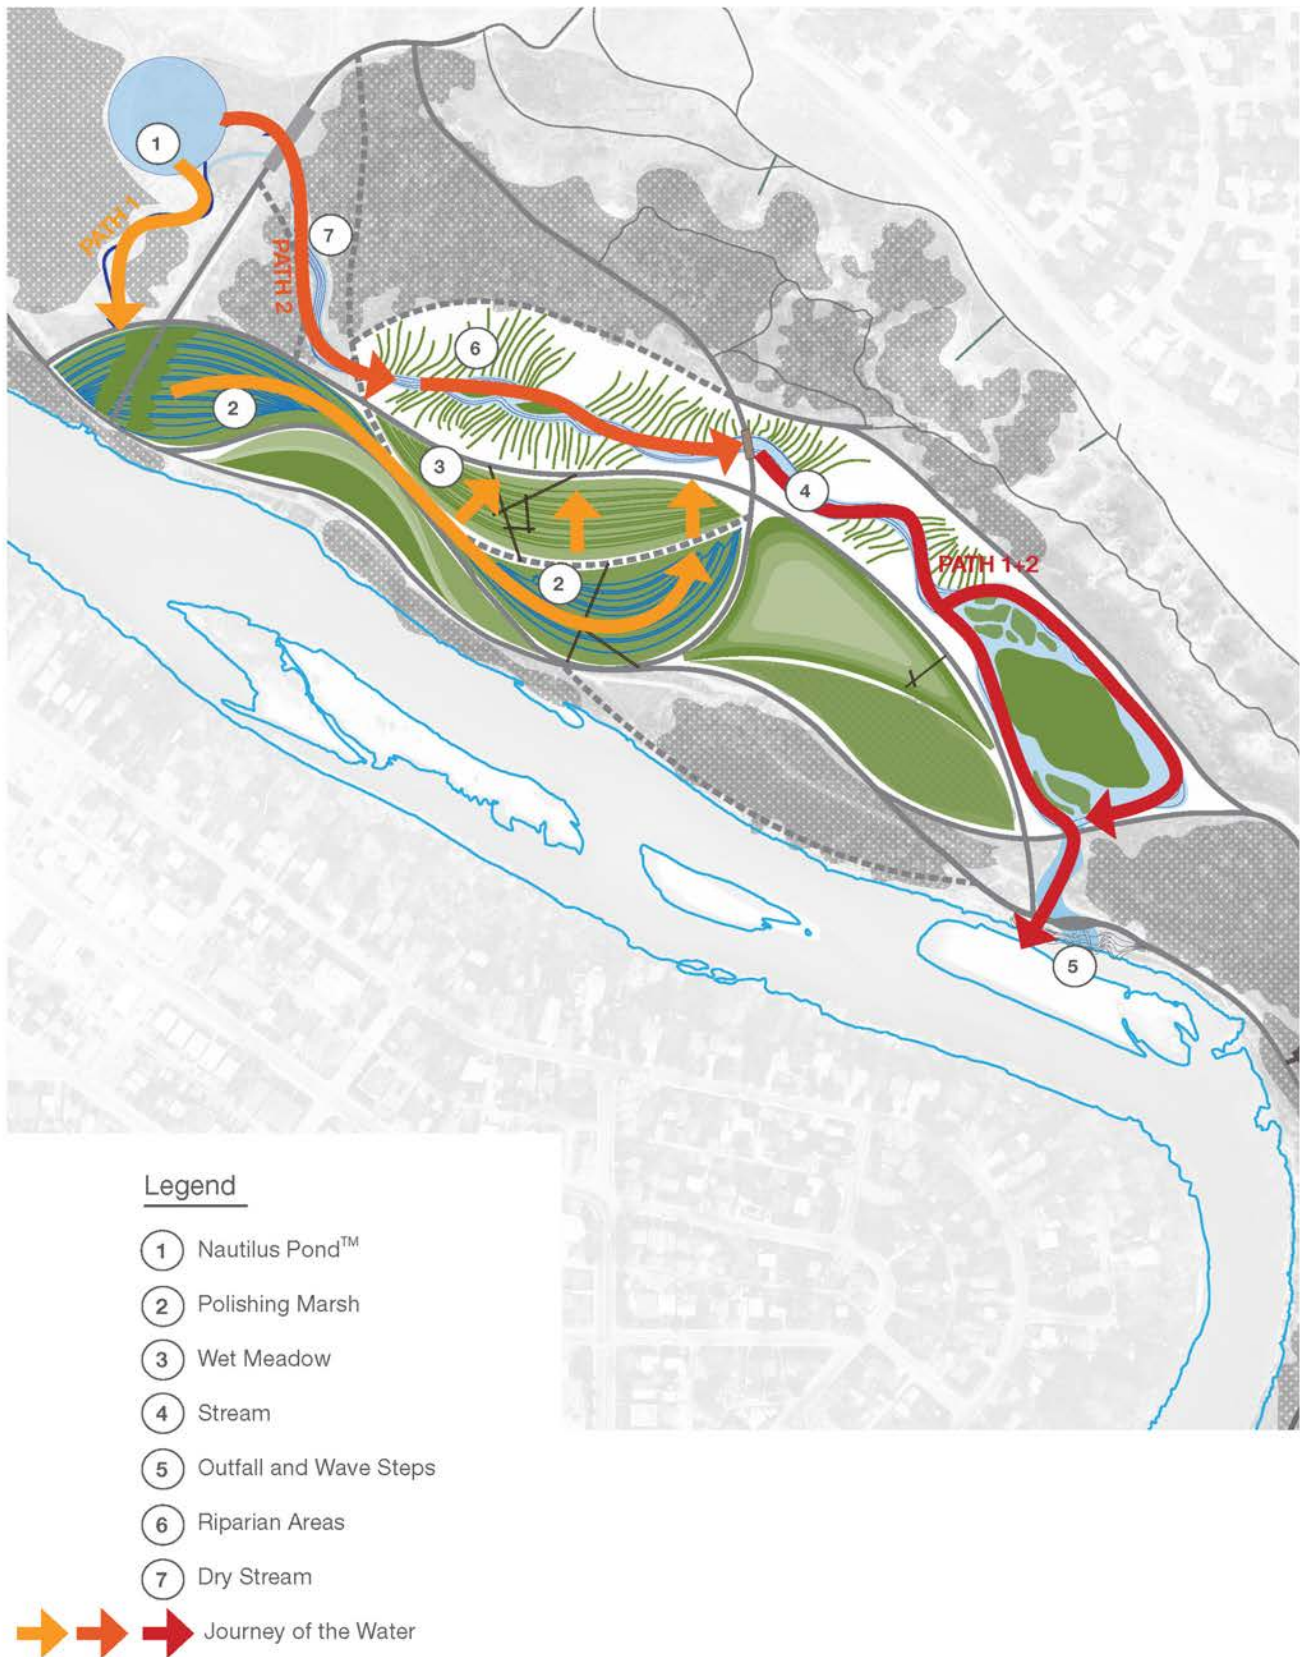 1
PATH 1
7
PATH 2
6
2
3
4
PATH 1+2
2
5
Legend
1 Nautilus Pond™
2 Polishing Marsh
3 Wet Meadow
4 Stream
5 Outfall and Wave Steps
6 Riparian Areas
7 Dry Stream
Journey of the Water